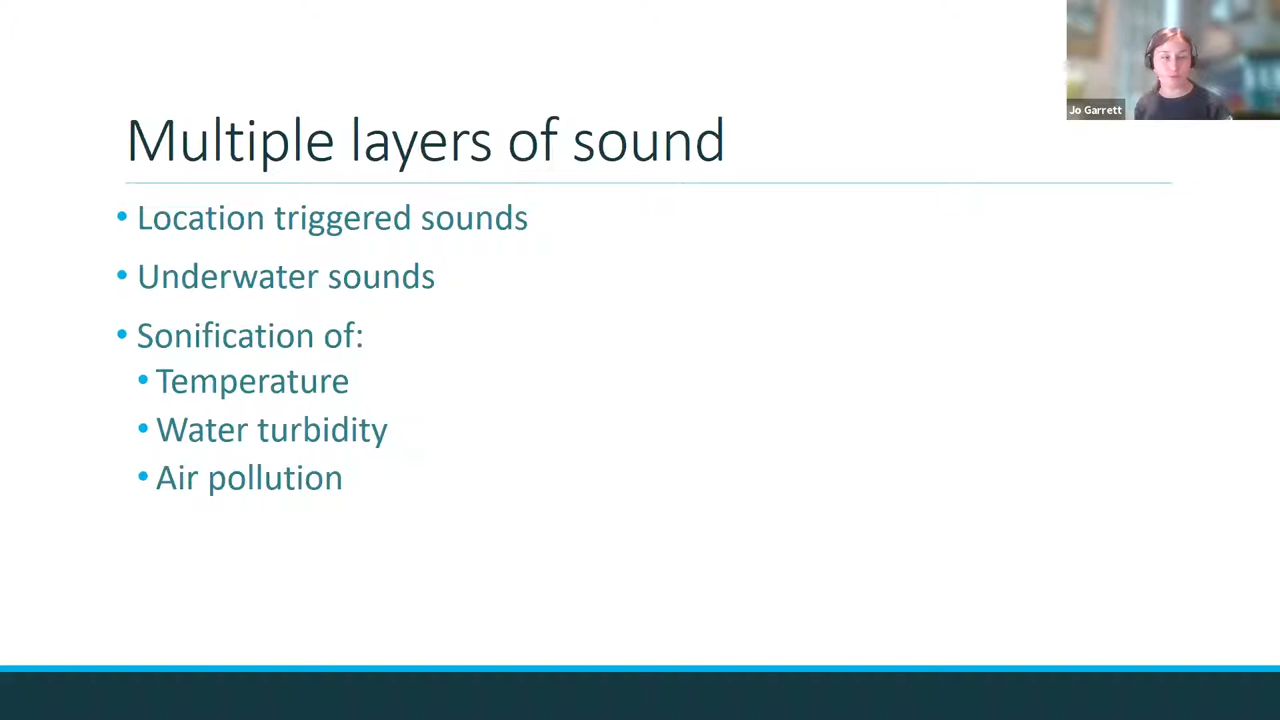 Jo Garrett
Multiple layers of sound
• Location triggered sounds
• Underwater sounds
• Sonification of:
• Temperature
• Water turbidity
• Air pollution